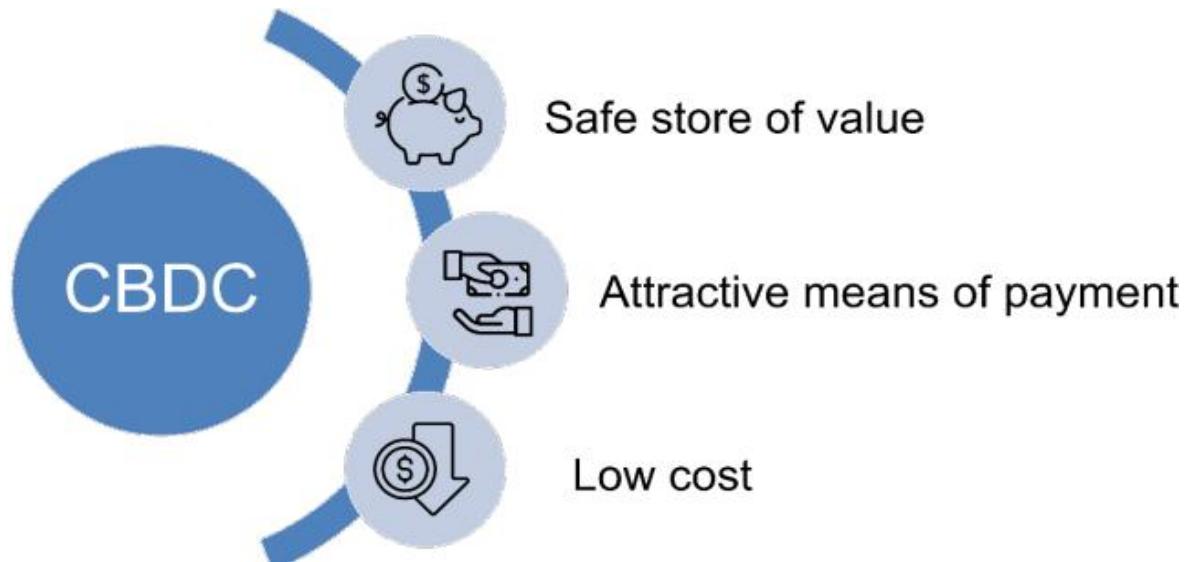 Safe store of value
CBDC
Attractive means of payment
Low cost